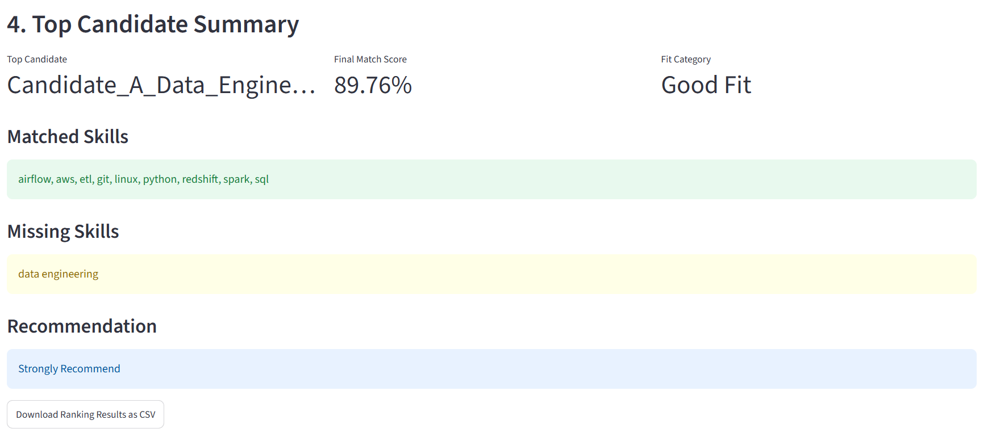 4. Top Candidate Summary
Top Candidate
Final Match Score
Fit Category
Candidate_A_Data_Engine...
89.76%
Good Fit
Matched Skills
airflow, aws, etl, git, linux, python, redshift, spark, sql
Missing Skills
data engineering
Recommendation
Strongly Recommend
Download Ranking Results as CSV